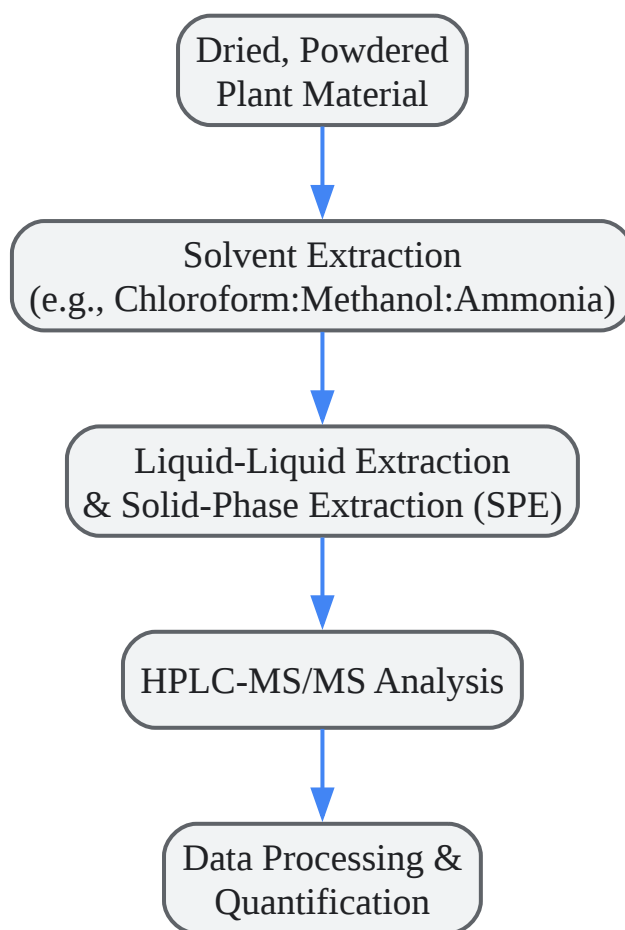 Dried, Powdered
Plant Material
Solvent Extraction
(e.g., Chloroform:Methanol:Ammonia)
Liquid-Liquid Extraction
& Solid-Phase Extraction (SPE)
HPLC-MS/MS Analysis
Data Processing &
Quantification